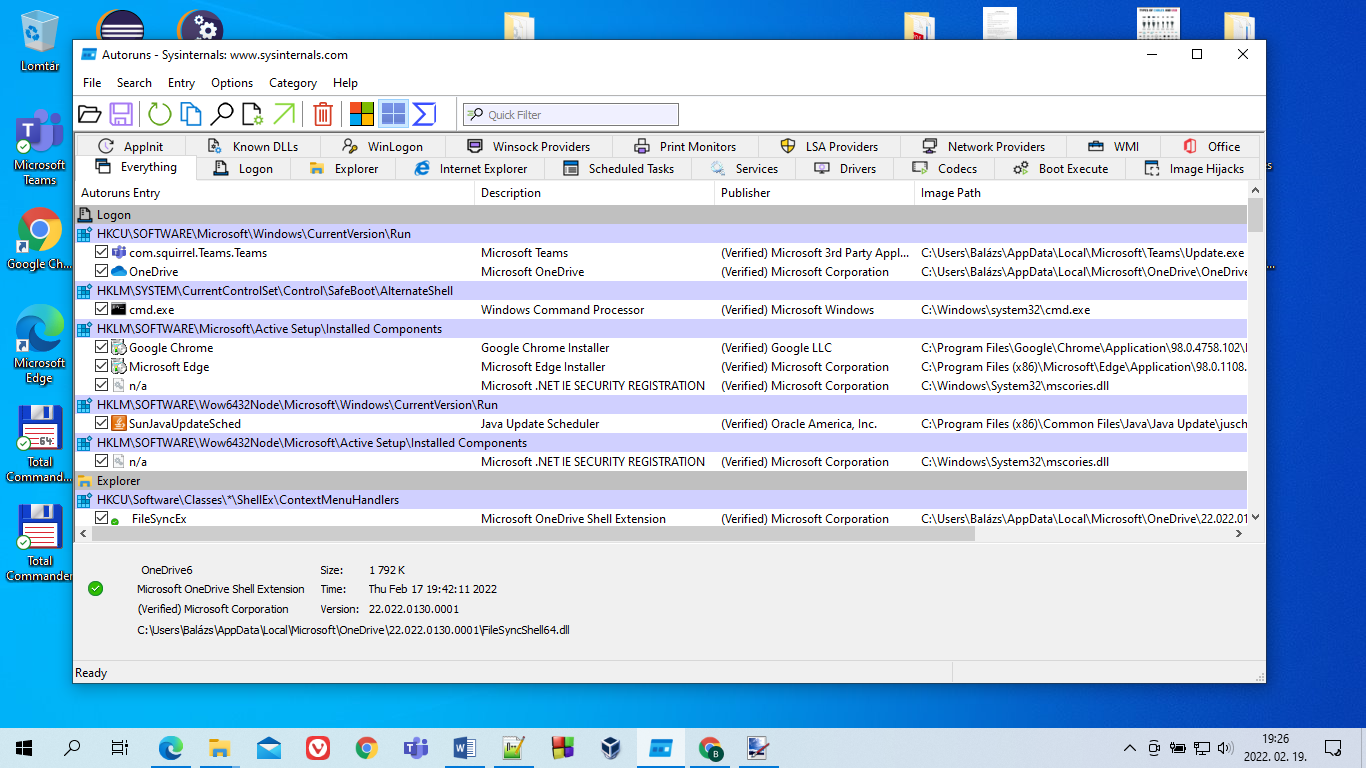 Lomtár
Autoruns - Sysinternals: www.sysinternals.com
File Search Entry Options Category Help
Quick Filter
AppInit Known DLLs WinLogon Winsock Providers Print Monitors LSA Providers Network Providers WMI Office
Everything Logon Explorer Internet Explorer Scheduled Tasks Services Drivers Codecs Boot Execute Image Hijacks
Autoruns Entry Description Publisher Image Path
Logon
HKCU\SOFTWARE\Microsoft\Windows\CurrentVersion\Run
com.squirrel.Teams.Teams Microsoft Teams (Verified) Microsoft 3rd Party Appl... C:\Users\Balázs\AppData\Local\Microsoft\Teams\Update.exe
OneDrive Microsoft OneDrive (Verified) Microsoft Corporation C:\Users\Balázs\AppData\Local\Microsoft\OneDrive\OneDrive
HKLM\SYSTEM\CurrentControlSet\Control\SafeBoot\AlternateShell
cmd.exe Windows Command Processor (Verified) Microsoft Windows C:\Windows\system32\cmd.exe
HKLM\SOFTWARE\Microsoft\Active Setup\Installed Components
Google Chrome Google Chrome Installer (Verified) Google LLC C:\Program Files\Google\Chrome\Application\98.0.4758.102\
Microsoft Edge Microsoft Edge Installer (Verified) Microsoft Corporation C:\Program Files (x86)\Microsoft\Edge\Application\98.0.1108.
n/a Microsoft .NET IE SECURITY REGISTRATION (Verified) Microsoft Corporation C:\Windows\System32\mscories.dll
HKLM\SOFTWARE\Wow6432Node\Microsoft\Windows\CurrentVersion\Run
SunJavaUpdateSched Java Update Scheduler (Verified) Oracle America, Inc. C:\Program Files (x86)\Common Files\Java\Java Update\jusch
HKLM\SOFTWARE\Wow6432Node\Microsoft\Active Setup\Installed Components
n/a Microsoft .NET IE SECURITY REGISTRATION (Verified) Microsoft Corporation C:\Windows\System32\mscories.dll
Explorer
HKCU\Software\Classes\*\ShellEx\ContextMenuHandlers
FileSyncEx Microsoft OneDrive Shell Extension (Verified) Microsoft Corporation C:\Users\Balázs\AppData\Local\Microsoft\OneDrive\22.022.01
OneDrive6 Size: 1 792 K
Microsoft OneDrive Shell Extension Time: Thu Feb 17 19:42:11 2022
(Verified) Microsoft Corporation Version: 22.022.0130.0001
C:\Users\Balázs\AppData\Local\Microsoft\OneDrive\22.022.0130.0001\FileSyncShell64.dll
Ready
Microsoft
Teams
Google Ch...
Microsoft
Edge
64
Total
Command...
Total
Commander
19:26
2022. 02. 19.